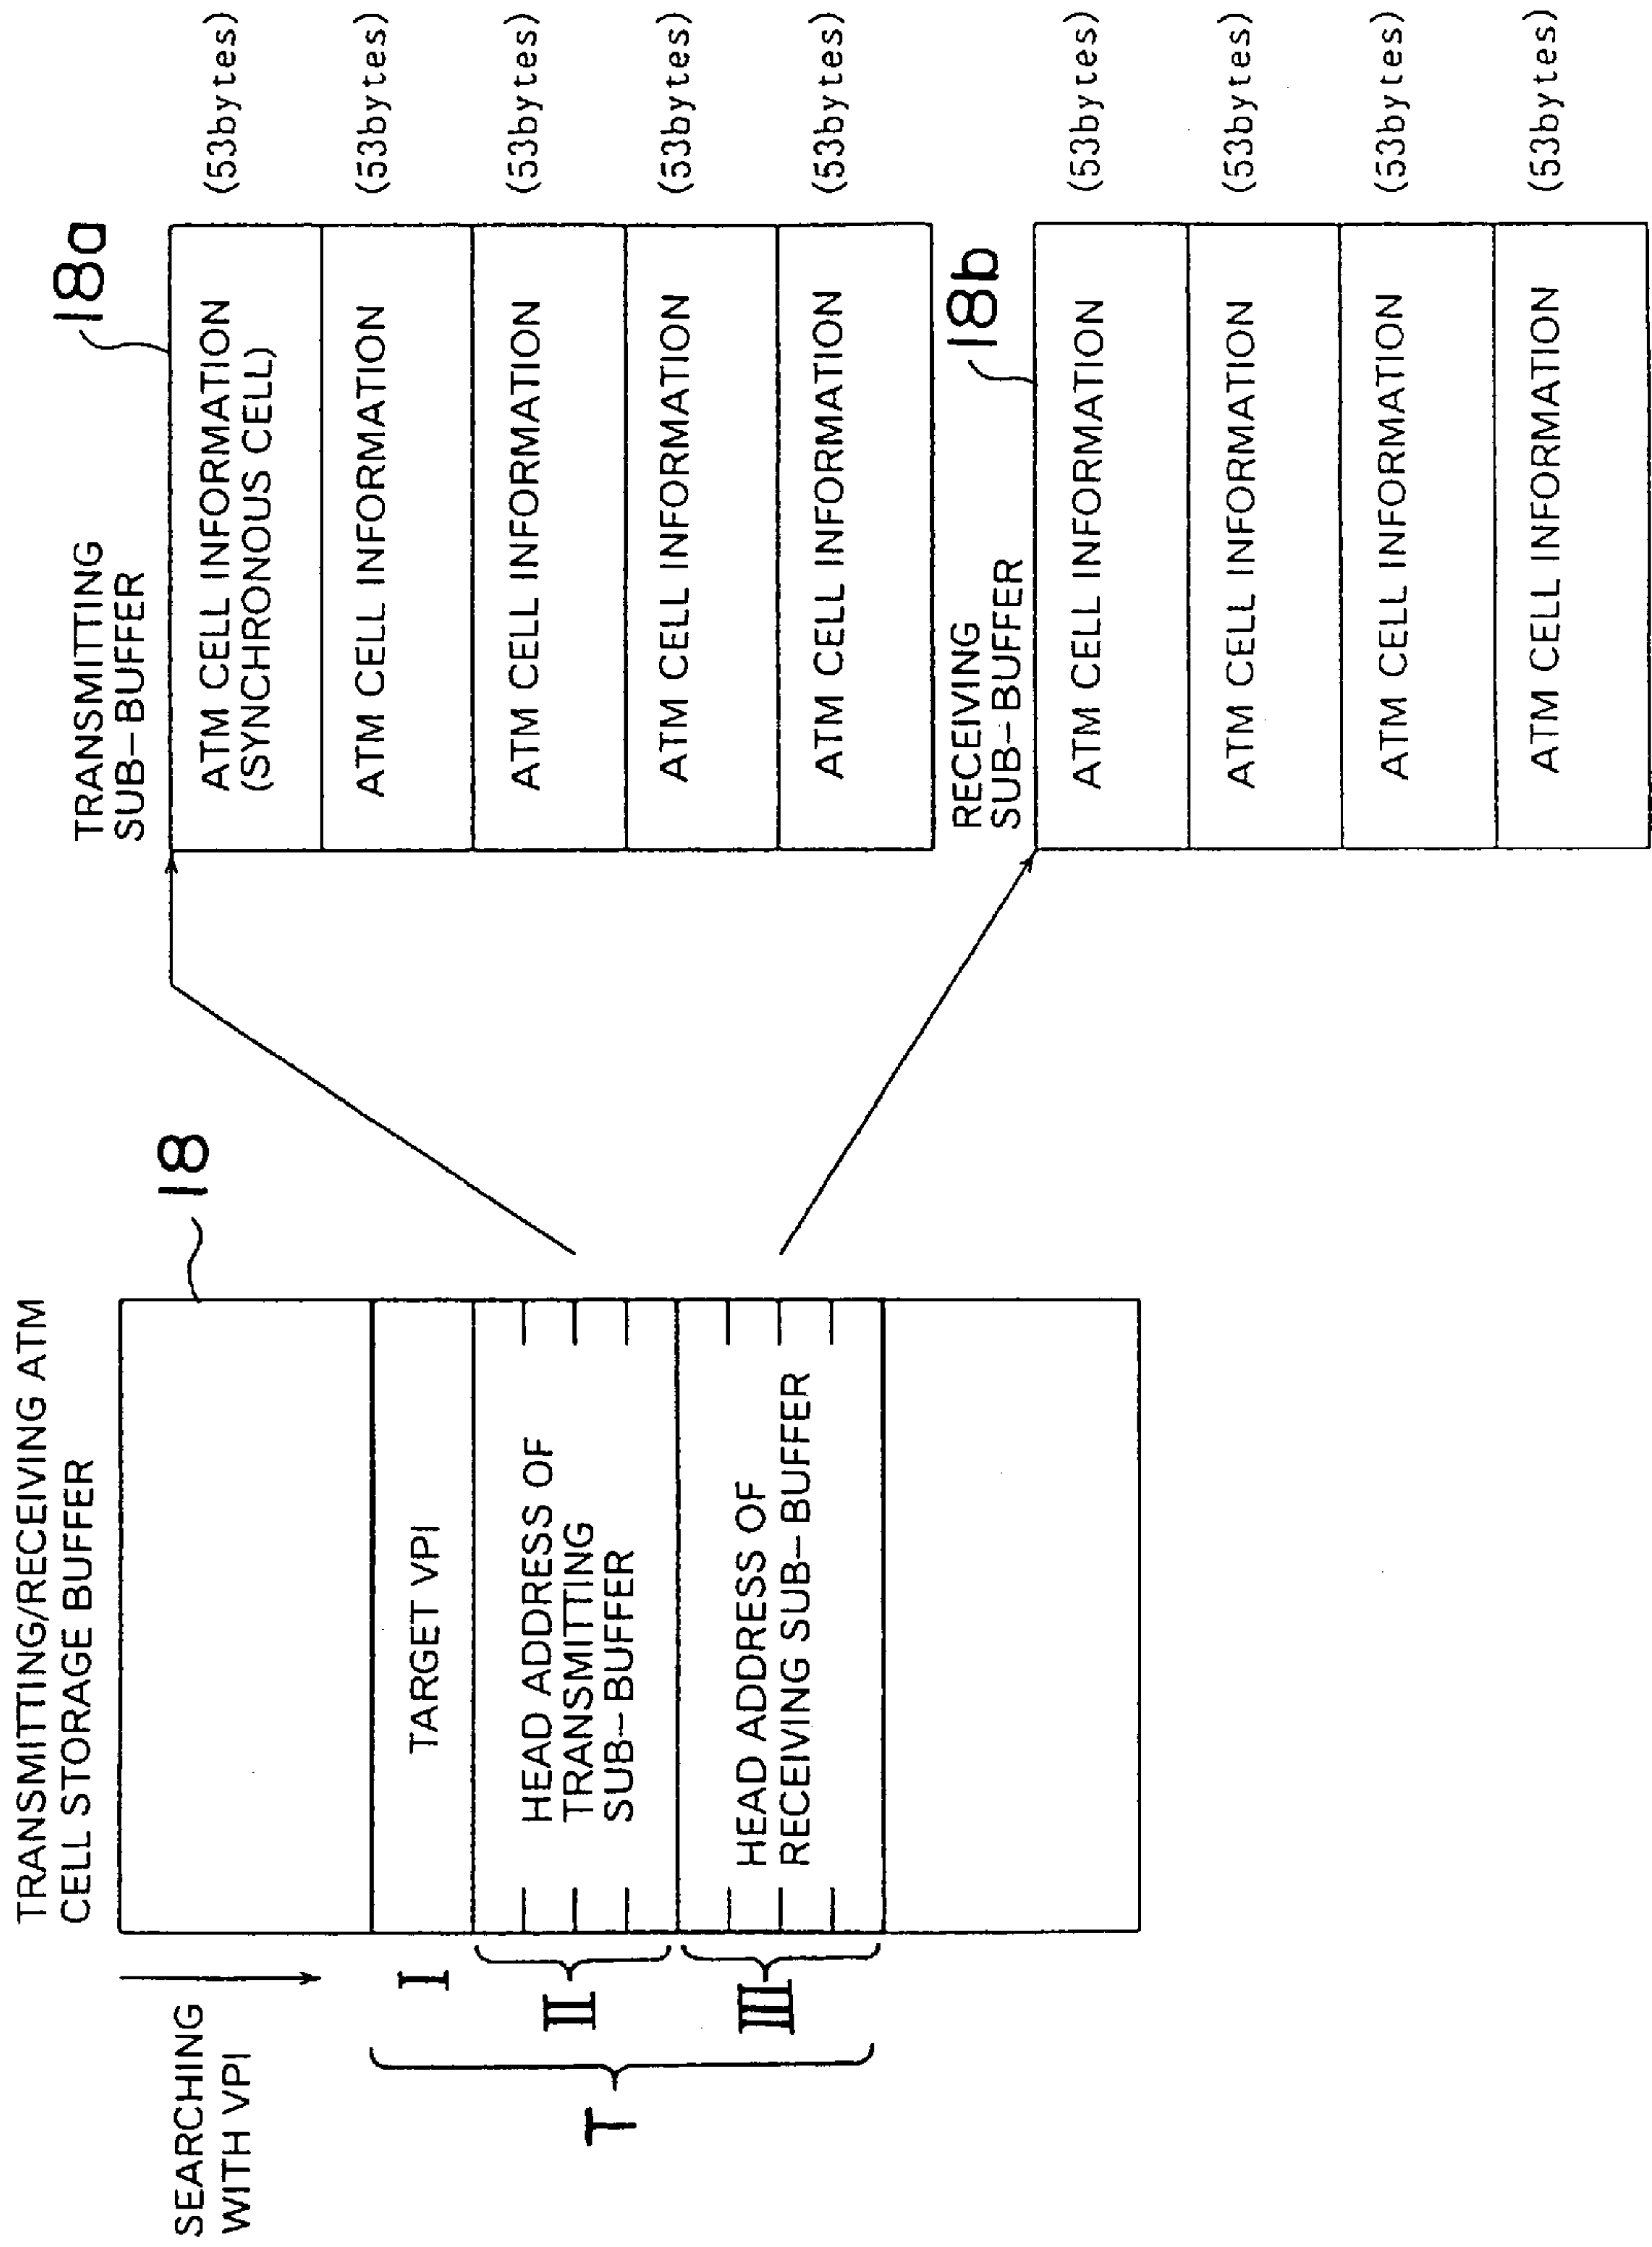 TRANSMITTING/RECEIVING ATM
CELL STORAGE BUFFER
18
SEARCHING
WITH VPI
T
I
II
III
TARGET VPI
HEAD ADDRESS OF
TRANSMITTING
SUB-BUFFER
HEAD ADDRESS OF
RECEIVING SUB-BUFFER
TRANSMITTING
SUB-BUFFER
18a
ATM CELL INFORMATION
(SYNCHRONOUS CELL)
(53bytes)
ATM CELL INFORMATION
(53bytes)
ATM CELL INFORMATION
(53bytes)
ATM CELL INFORMATION
(53bytes)
ATM CELL INFORMATION
(53bytes)
RECEIVING
SUB-BUFFER
18b
ATM CELL INFORMATION
(53bytes)
ATM CELL INFORMATION
(53bytes)
ATM CELL INFORMATION
(53bytes)
ATM CELL INFORMATION
(53bytes)